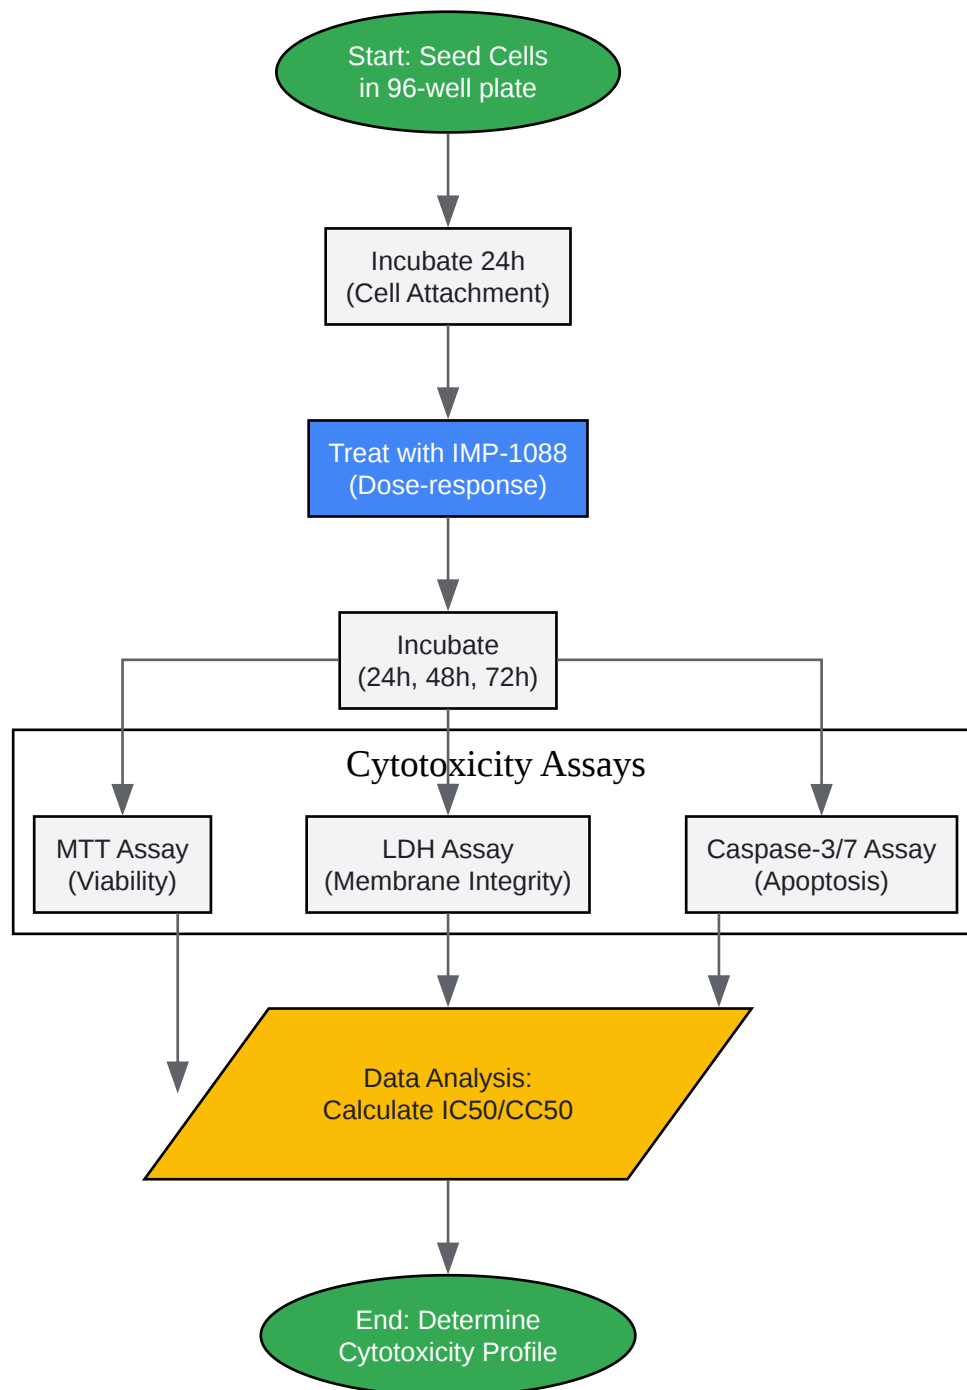 Start: Seed Cells
in 96-well plate
Incubate 24h
(Cell Attachment)
Treat with IMP-1088
(Dose-response)
Incubate
(24h, 48h, 72h)
Cytotoxicity Assays
MTT Assay
(Viability)
LDH Assay
(Membrane Integrity)
Caspase-3/7 Assay
(Apoptosis)
Data Analysis:
Calculate IC50/CC50
End: Determine
Cytotoxicity Profile